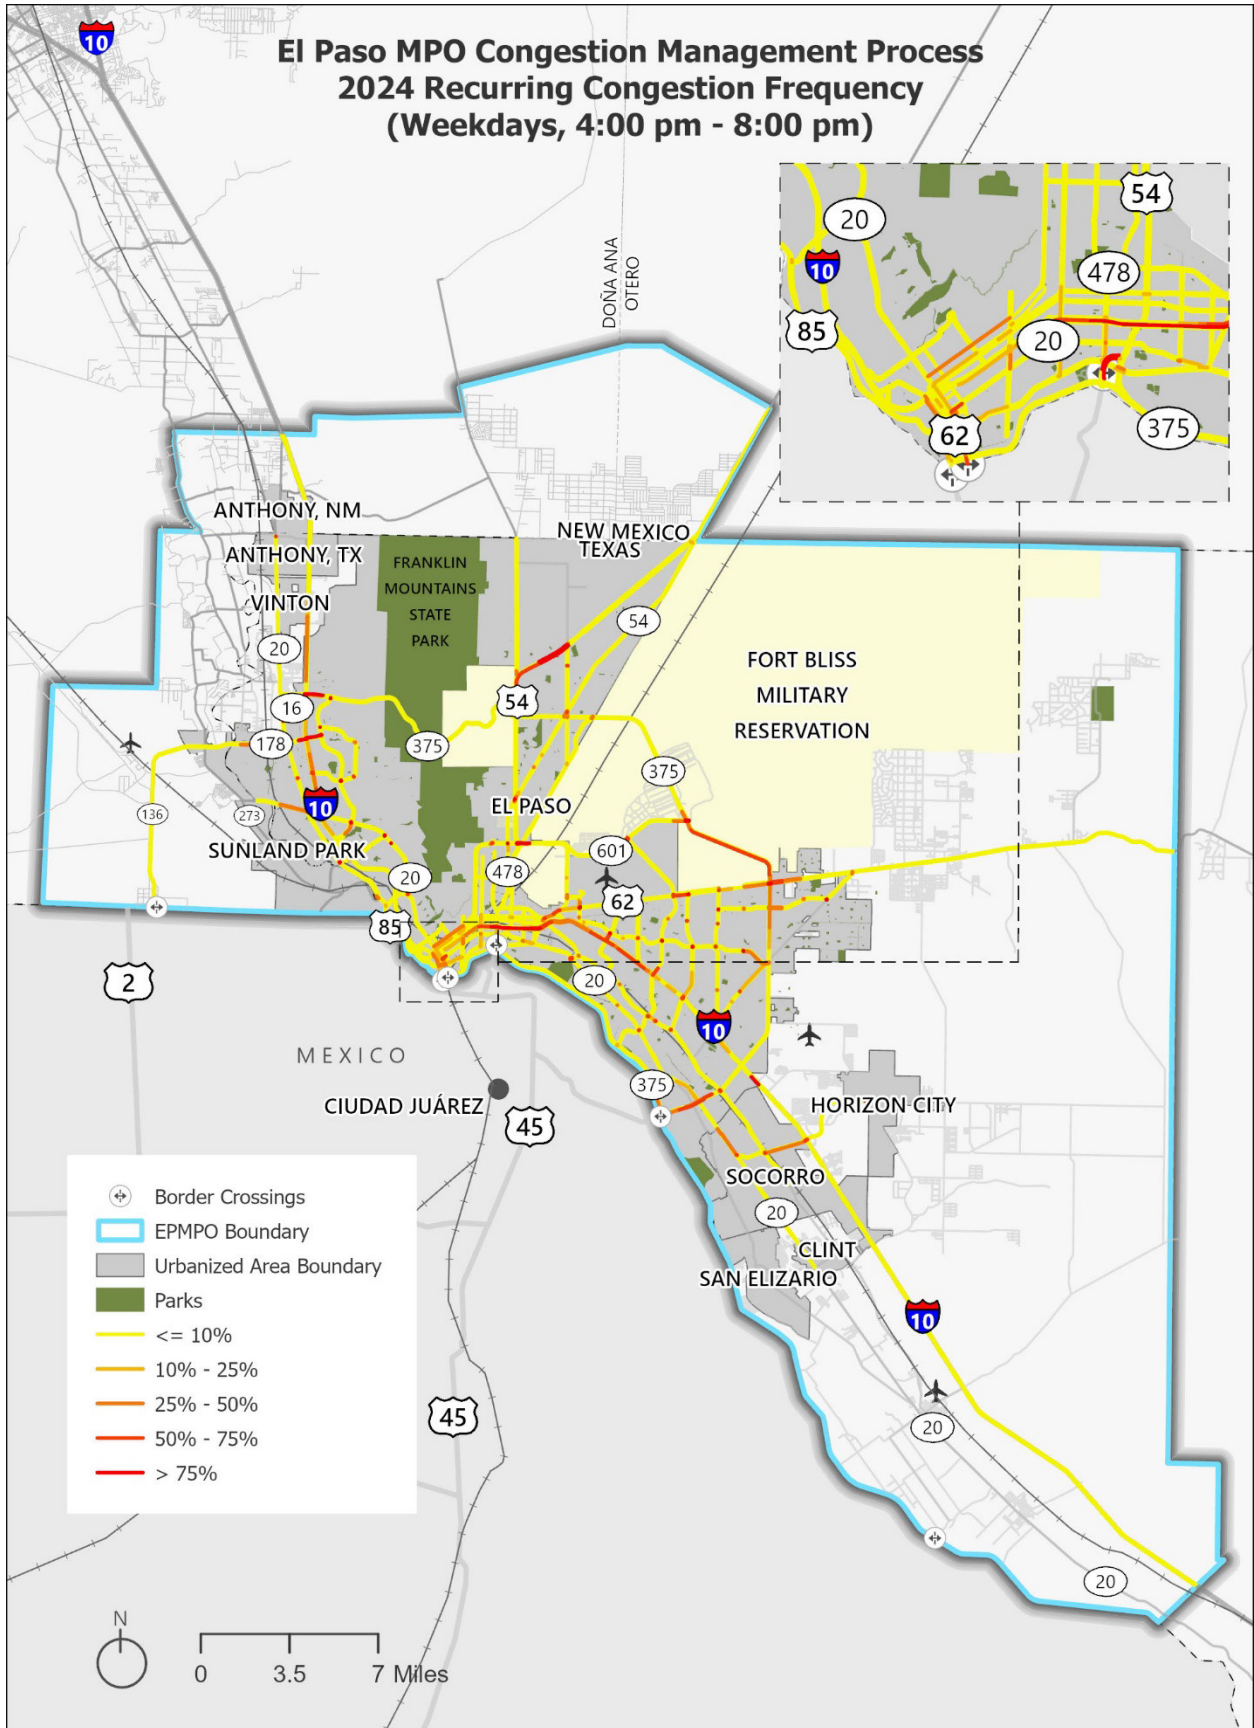 El Paso MPO Congestion Management Process
2024 Recurring Congestion Frequency
(Weekdays, 4:00 pm - 8:00 pm)
10
54
20
10
478
85
20
62
375
DOÑA ANA
OTERO
ANTHONY, NM
NEW MEXICO
TEXAS
ANTHONY, TX
FRANKLIN
MOUNTAINS
STATE
PARK
VINTON
20
54
FORT BLISS
MILITARY
RESERVATION
54
16
178
375
375
10
EL PASO
136
273
SUNLAND PARK
601
20
478
62
85
2
20
10
MEXICO
375
CIUDAD JUÁREZ
HORIZON CITY
45
SOCORRO
20
CLINT
SAN ELIZARIO
10
45
20
20
Border Crossings
EPMPO Boundary
Urbanized Area Boundary
Parks
<= 10%
10% - 25%
25% - 50%
50% - 75%
> 75%
N
0 3.5 7 Miles